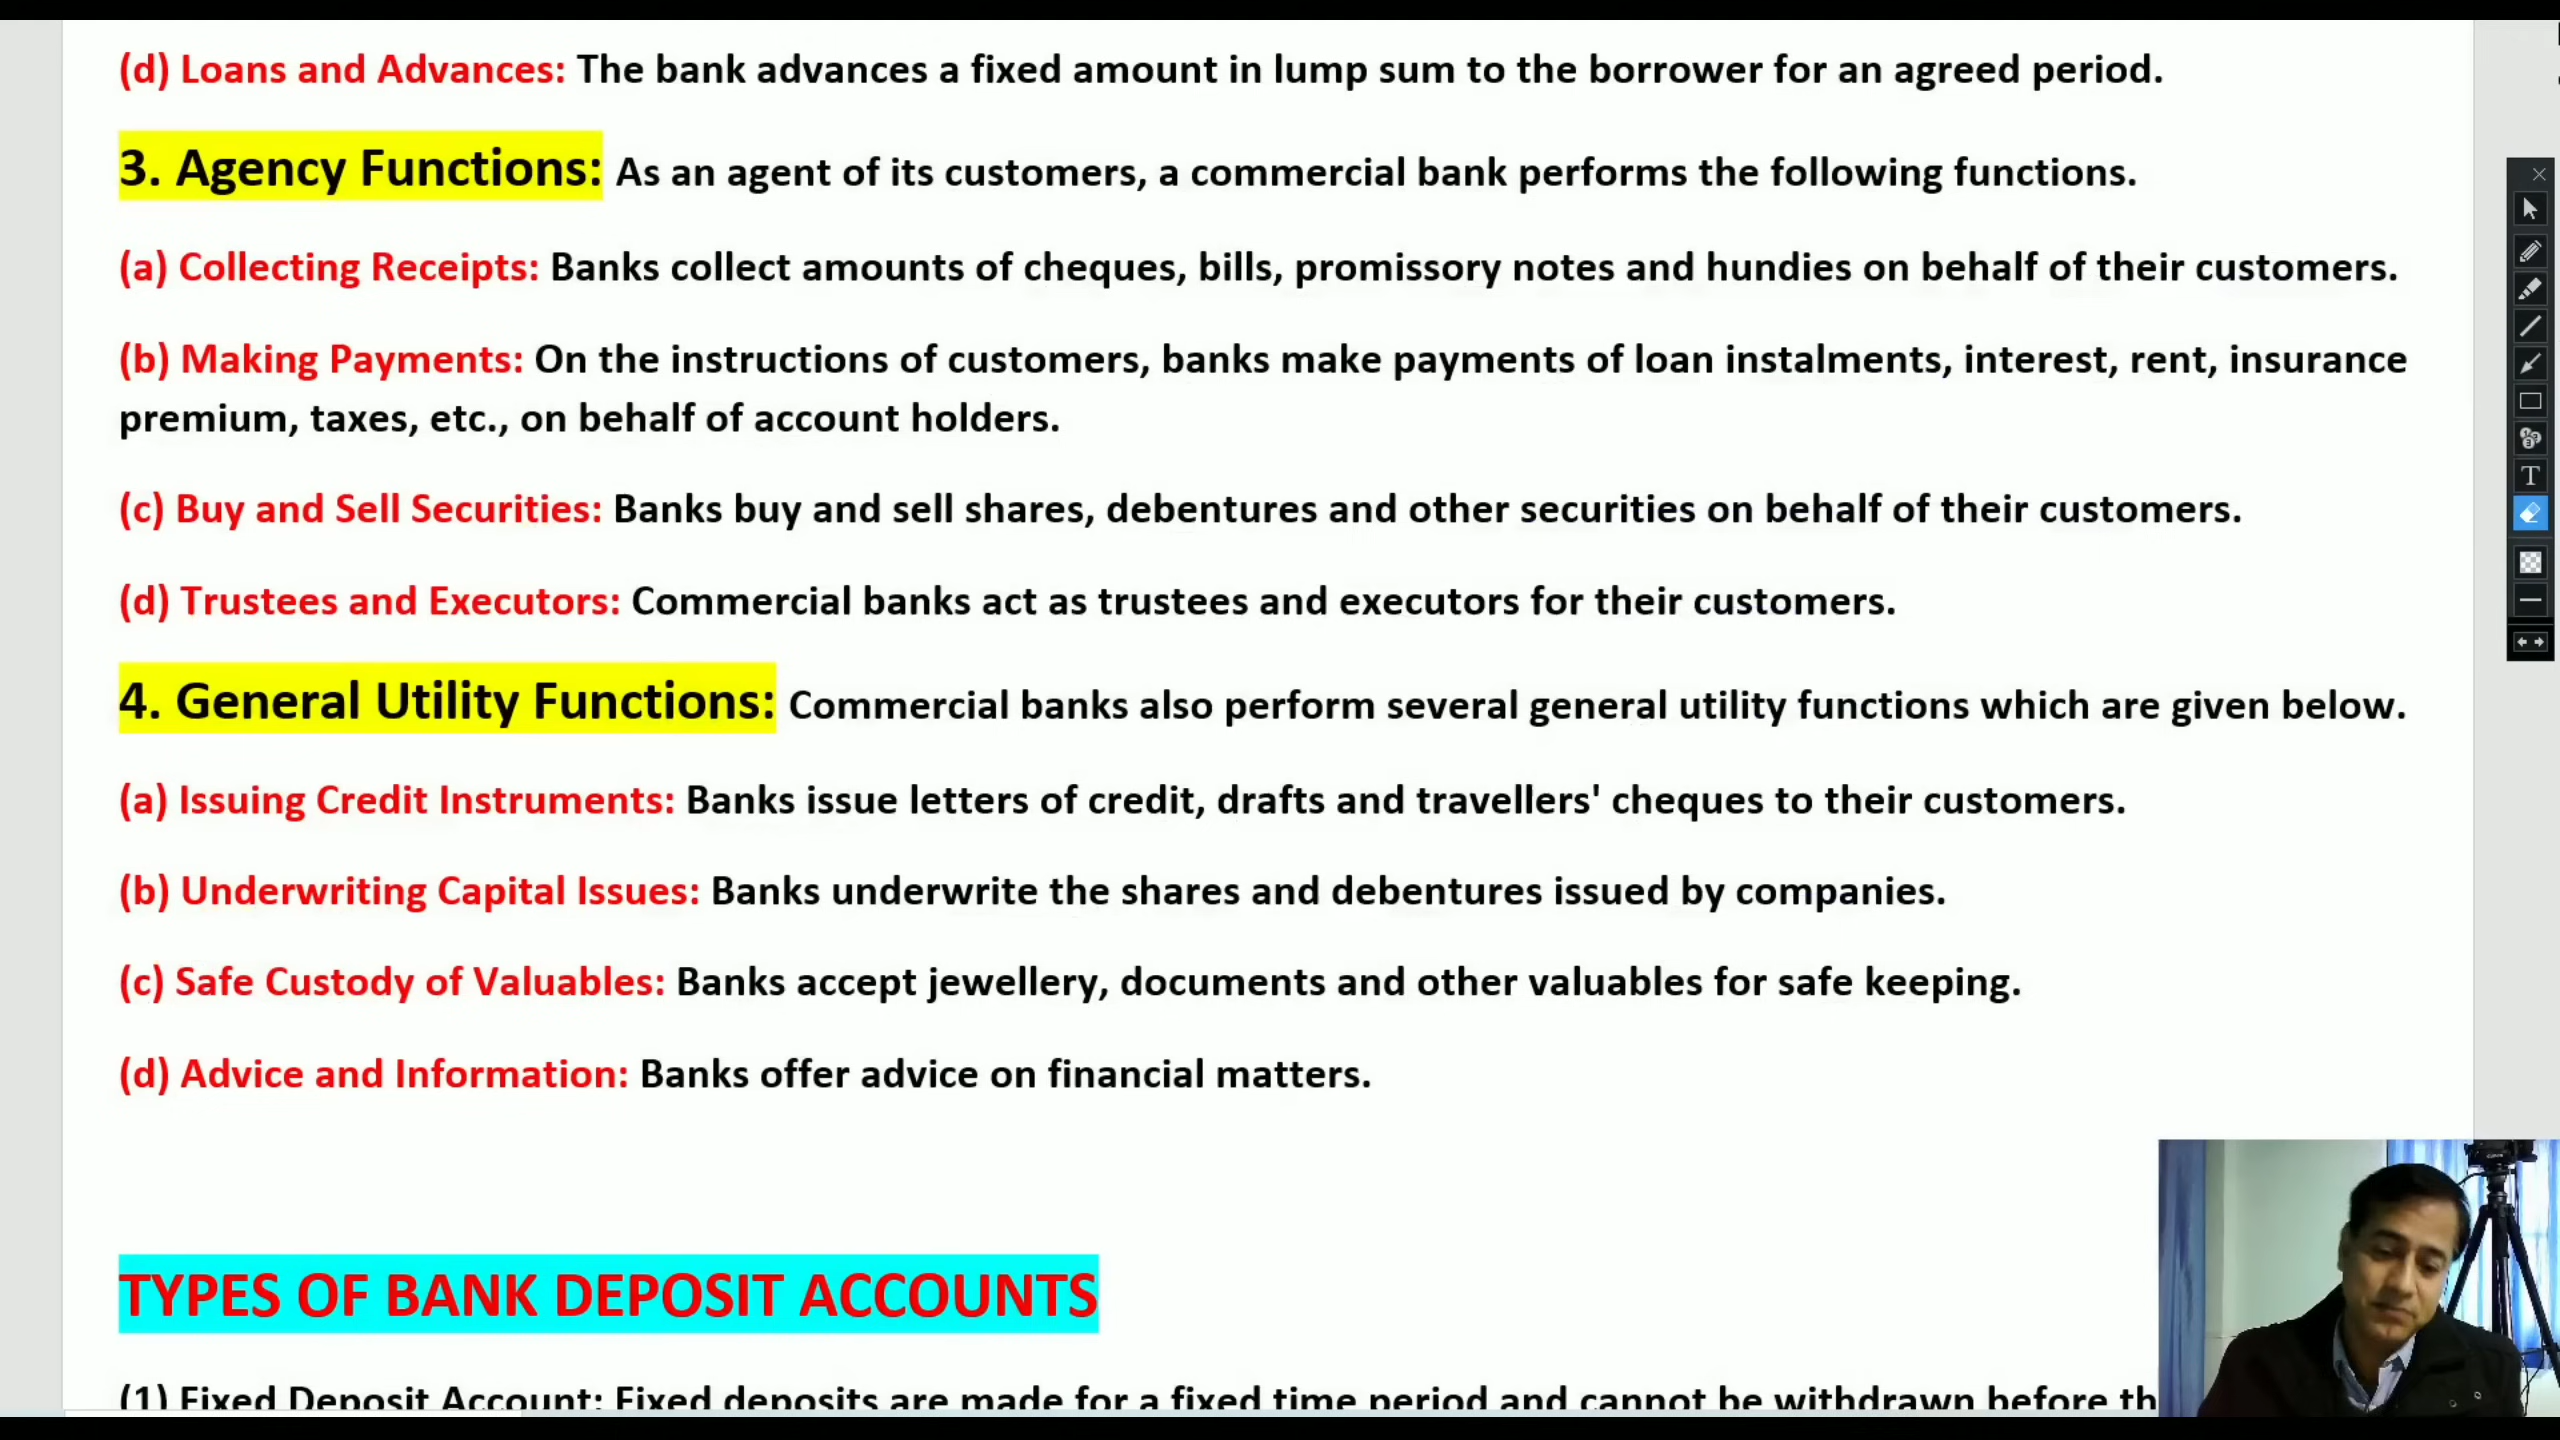 (d) Loans and Advances: The bank advances a fixed amount in lump sum to the borrower for an agreed period.
3. Agency Functions: As an agent of its customers, a commercial bank performs the following functions.
(a) Collecting Receipts: Banks collect amounts of cheques, bills, promissory notes and hundies on behalf of their customers.
(b) Making Payments: On the instructions of customers, banks make payments of loan instalments, interest, rent, insurance
premium, taxes, etc., on behalf of account holders.
(c) Buy and Sell Securities: Banks buy and sell shares, debentures and other securities on behalf of their customers.
(d) Trustees and Executors: Commercial banks act as trustees and executors for their customers.
4. General Utility Functions: Commercial banks also perform several general utility functions which are given below.
(a) Issuing Credit Instruments: Banks issue letters of credit, drafts and travellers' cheques to their customers.
(b) Underwriting Capital Issues: Banks underwrite the shares and debentures issued by companies.
(c) Safe Custody of Valuables: Banks accept jewellery, documents and other valuables for safe keeping.
(d) Advice and Information: Banks offer advice on financial matters.
TYPES OF BANK DEPOSIT ACCOUNTS
(1) Fixed Deposit Account: Fixed deposits are made for a fixed time period and cannot be withdrawn before th